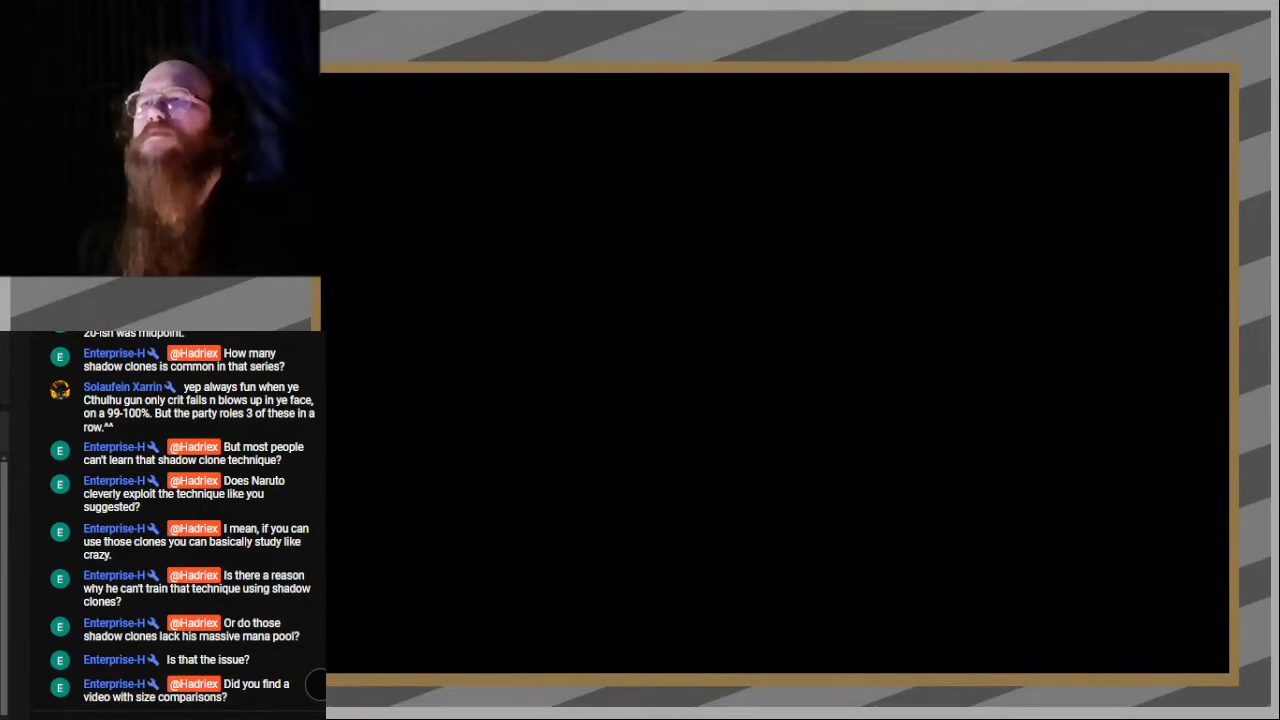 20-ish was midpoint.
Enterprise-H @Hadriex How many
shadow clones is common in that series?
Solaufein Xarrin yep always fun when ye
Cthulhu gun only crit fails n blows up in ye face,
on a 99-100%. But the party roles 3 of these in a
row.^^
Enterprise-H @Hadriex But most people
can't learn that shadow clone technique?
Enterprise-H @Hadriex Does Naruto
cleverly exploit the technique like you
suggested?
Enterprise-H @Hadriex I mean, if you can
use those clones you can basically study like
crazy.
Enterprise-H @Hadriex Is there a reason
why he can't train that technique using shadow
clones?
Enterprise-H @Hadriex Or do those
shadow clones lack his massive mana pool?
Enterprise-H Is that the issue?
Enterprise-H @Hadriex Did you find a
video with size comparisons?
E
E
E
E
E
E
E
E